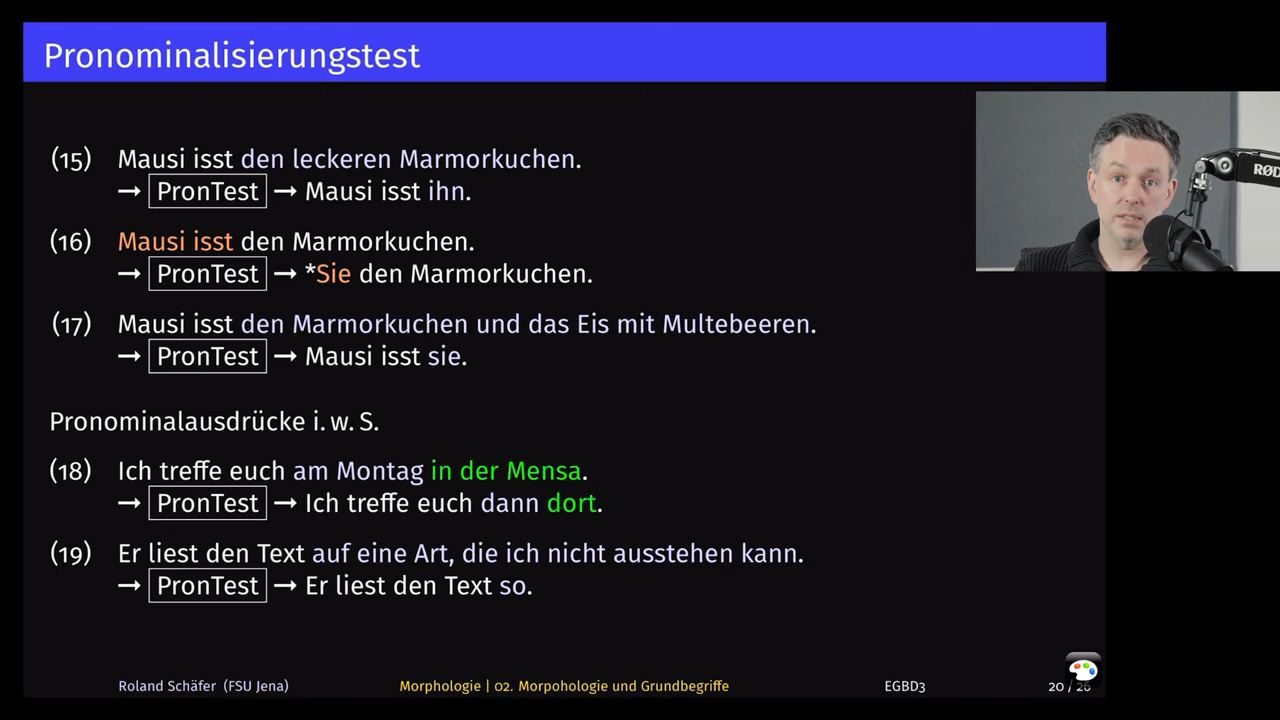 Pronominalisierungstest
(15) Mausi isst den leckeren Marmorkuchen.
→ PronTest → Mausi isst ihn.
(16) Mausi isst den Marmorkuchen.
→ PronTest → *Sie den Marmorkuchen.
(17) Mausi isst den Marmorkuchen und das Eis mit Multebeeren.
→ PronTest → Mausi isst sie.
Pronominalausdrücke i. w. S.
(18) Ich treffe euch am Montag in der Mensa.
→ PronTest → Ich treffe euch dann dort.
(19) Er liest den Text auf eine Art, die ich nicht ausstehen kann.
→ PronTest → Er liest den Text so.
Roland Schäfer (FSU Jena) Morphologie | 02. Morpohologie und Grundbegriffe EGBD3 20 / 26